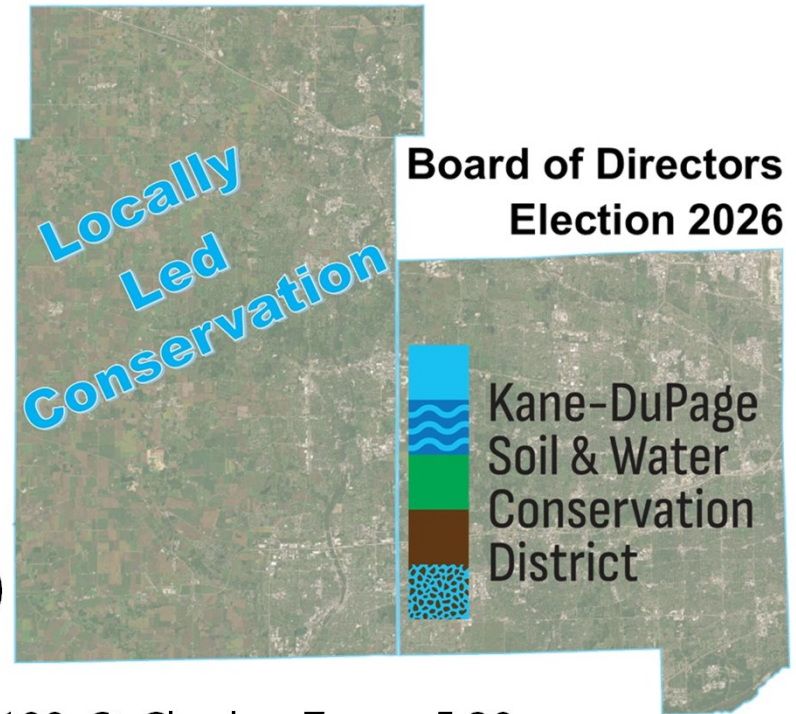 Locally
Led
Conservation
Board of Directors
Election 2026
Kane-DuPage
Soil & Water
Conservation
District